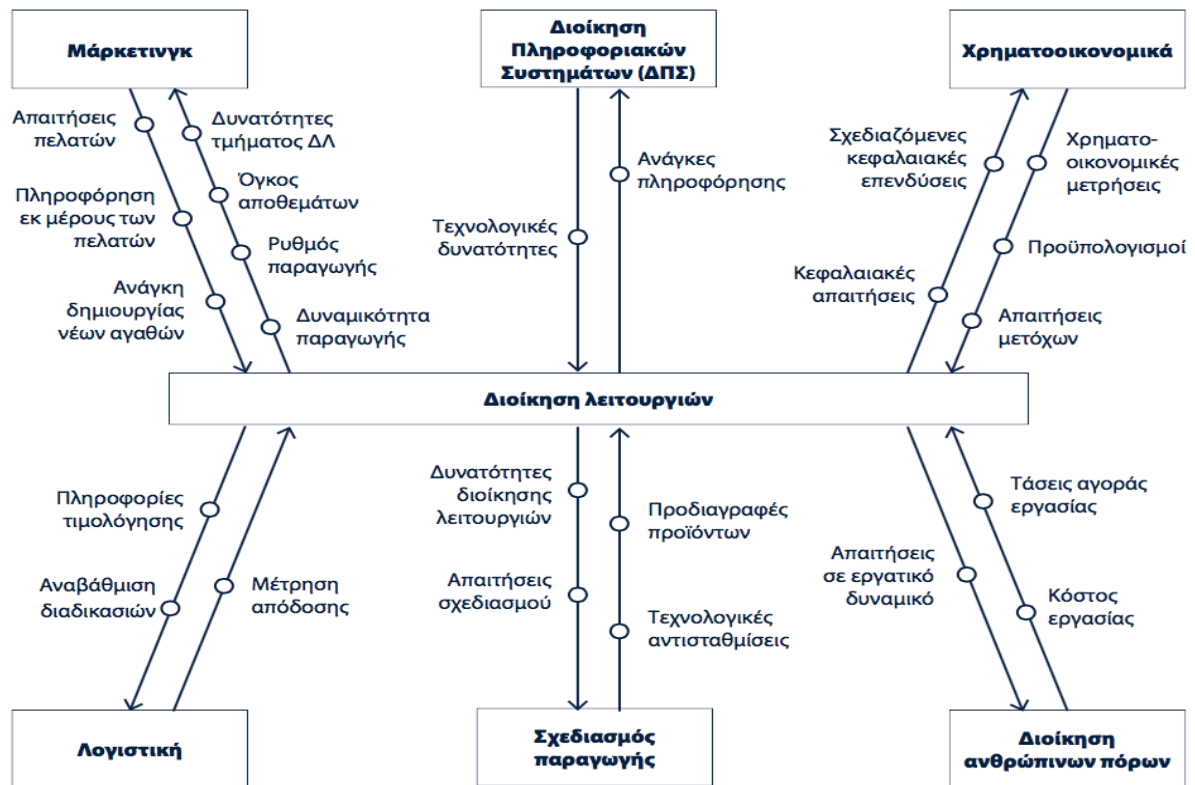 Μάρκετινγκ
Διοίκηση
Πληροφοριακών
Συστημάτων (ΔΠΣ)
Χρηματοοικονομικά
Απαιτήσεις
πελατών
Πληροφόρηση
εκ μέρους των
πελατών
Ανάγκη
δημιουργίας
νέων αγαθών
Δυνατότητες
τμήματος ΔΛ
Όγκος
αποθεμάτων
Ρυθμός
παραγωγής
Δυναμικότητα
παραγωγής
Τεχνολογικές
δυνατότητες
Ανάγκες
πληροφόρησης
Σχεδιαζόμενες
κεφαλαιακές
επενδύσεις
Κεφαλαιακές
απαιτήσεις
Χρηματο-
οικονομικές
μετρήσεις
Προϋπολογισμοί
Απαιτήσεις
μετόχων
Διοίκηση λειτουργιών
Πληροφορίες
τιμολόγησης
Αναβάθμιση
διαδικασιών
Μέτρηση
απόδοσης
Δυνατότητες
διοίκησης
λειτουργιών
Απαιτήσεις
σχεδιασμού
Προδιαγραφές
προϊόντων
Τεχνολογικές
αντισταθμίσεις
Απαιτήσεις
σε εργατικό
δυναμικό
Τάσεις αγοράς
εργασίας
Κόστος
εργασίας
Λογιστική
Σχεδιασμός
παραγωγής
Διοίκηση
ανθρώπινων πόρων